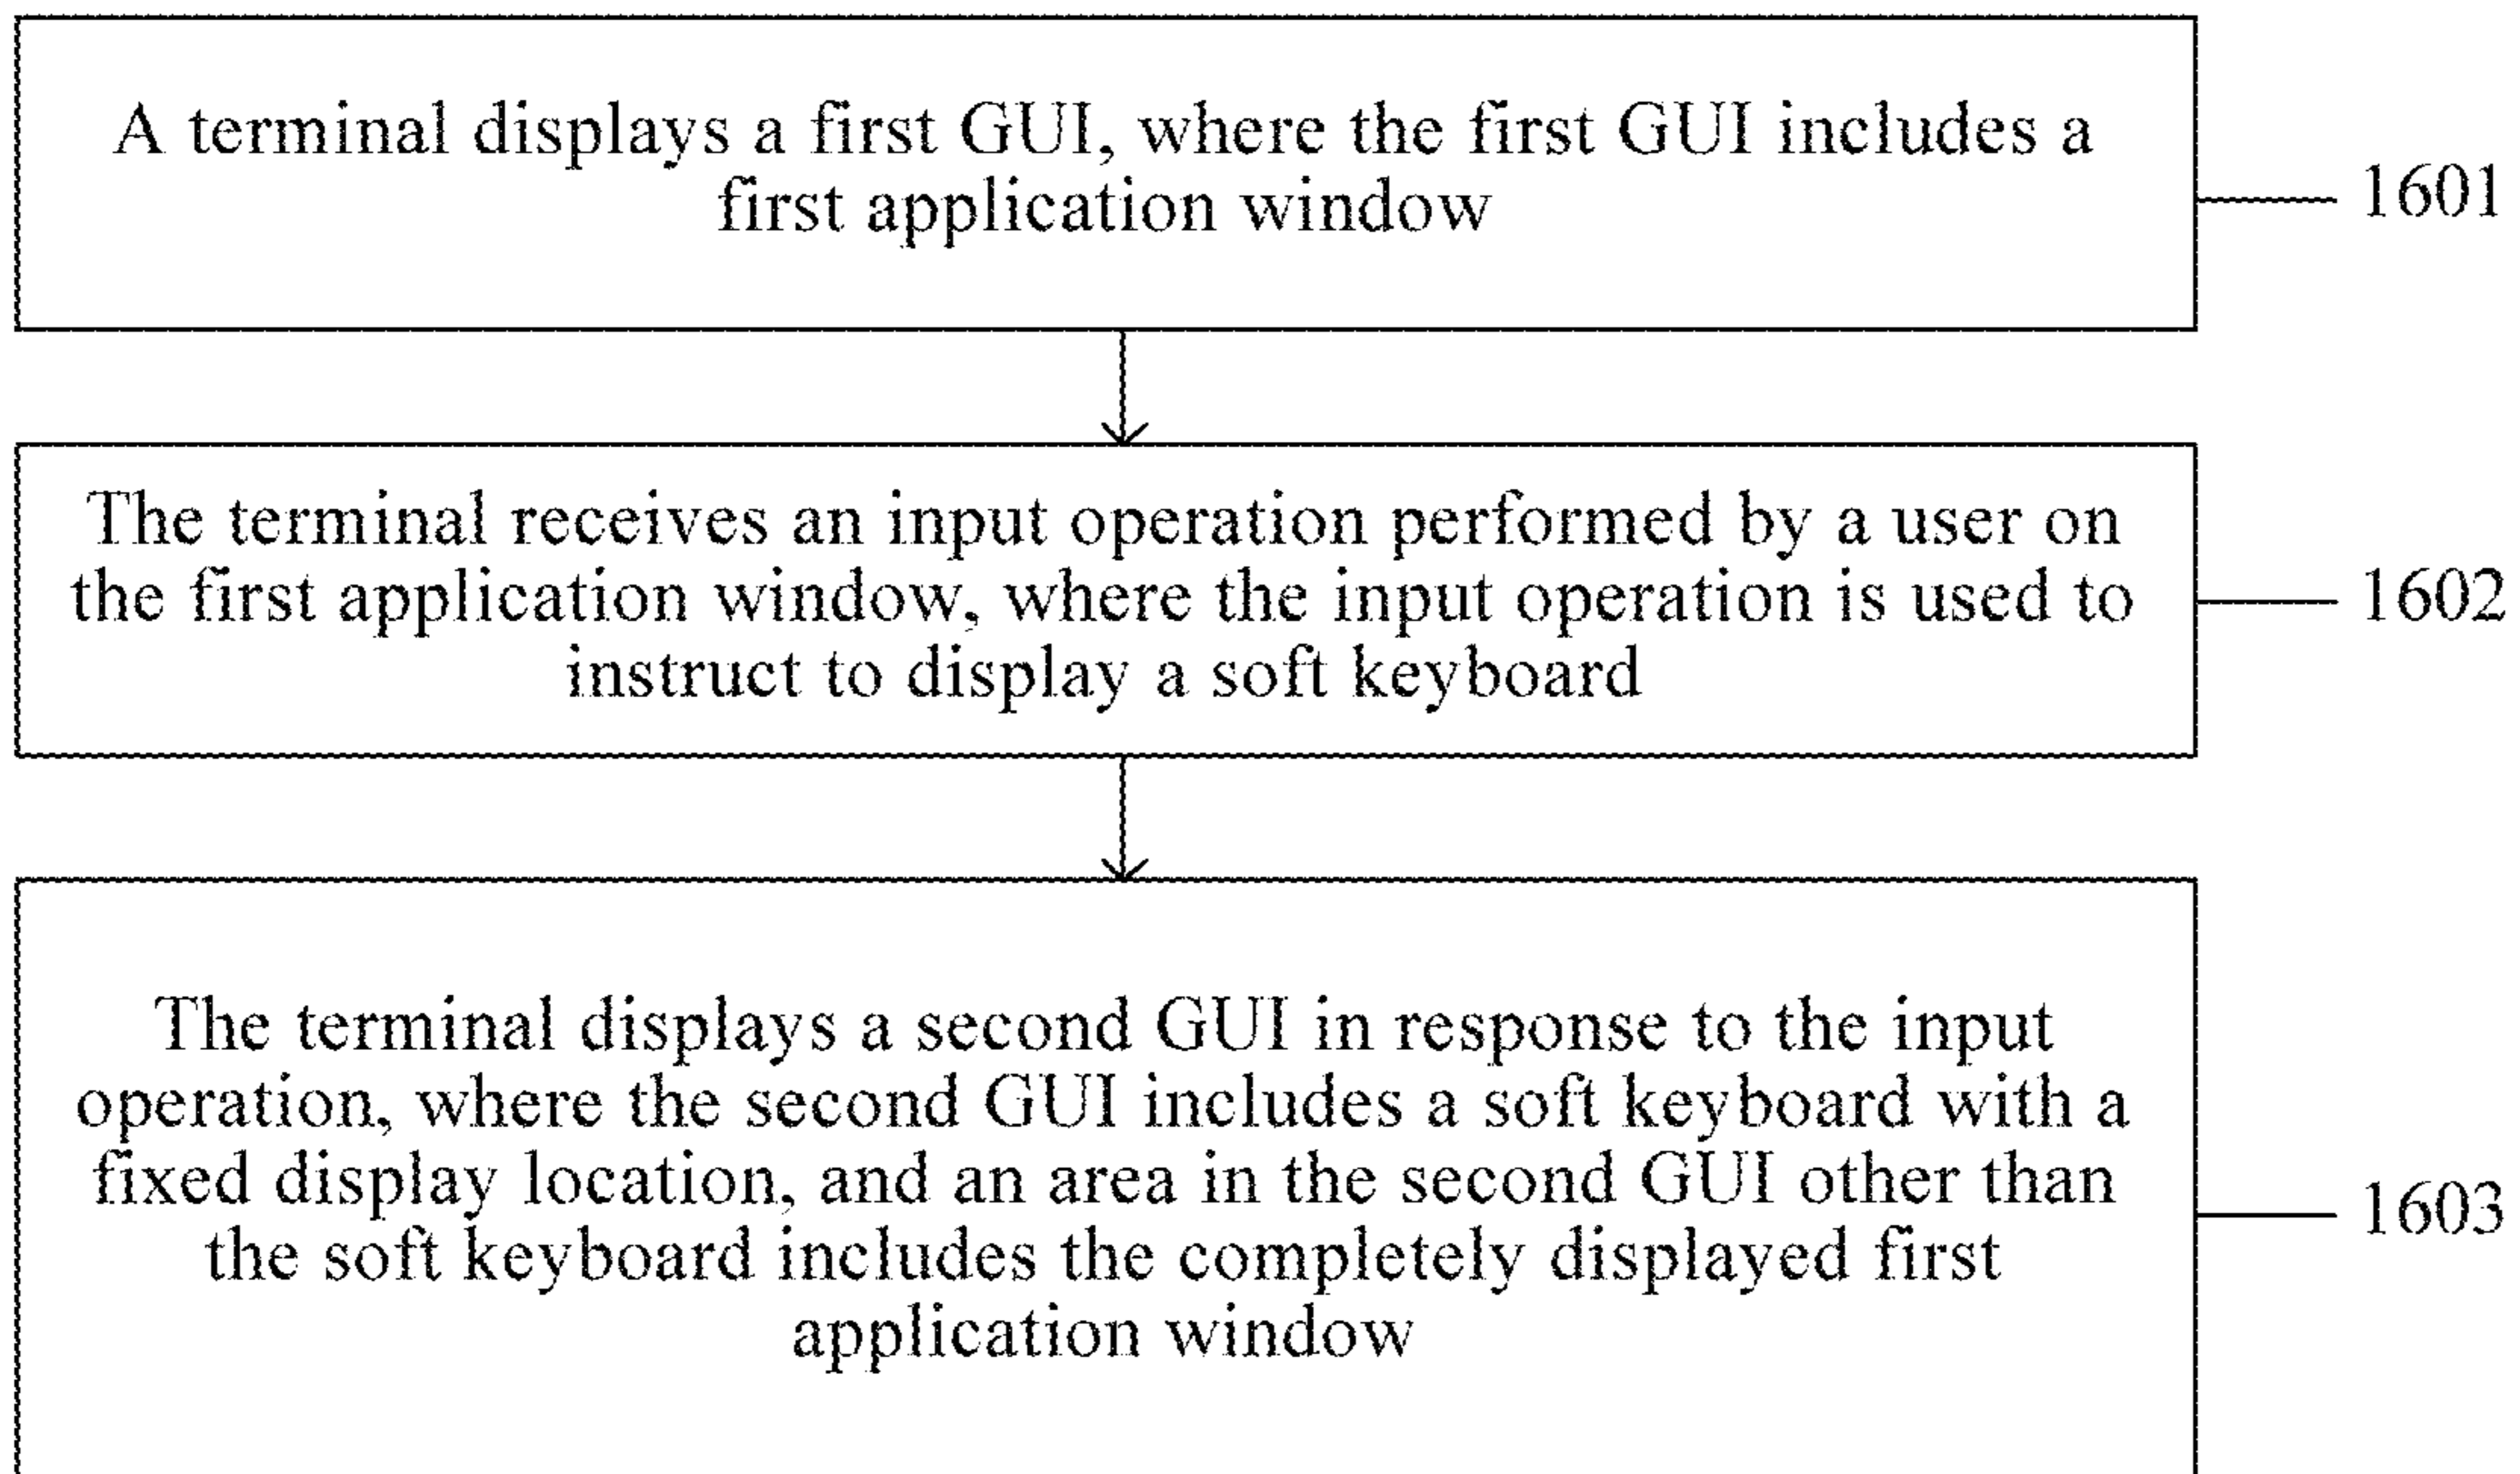 A terminal displays a first GUI, where the first GUI includes a
first application window
1601
The terminal receives an input operation performed by a user on
the first application window, where the input operation is used to
instruct to display a soft keyboard
1602
The terminal displays a second GUI in response to the input
operation, where the second GUI includes a soft keyboard with a
fixed display location, and an area in the second GUI other than
the soft keyboard includes the completely displayed first
application window
1603